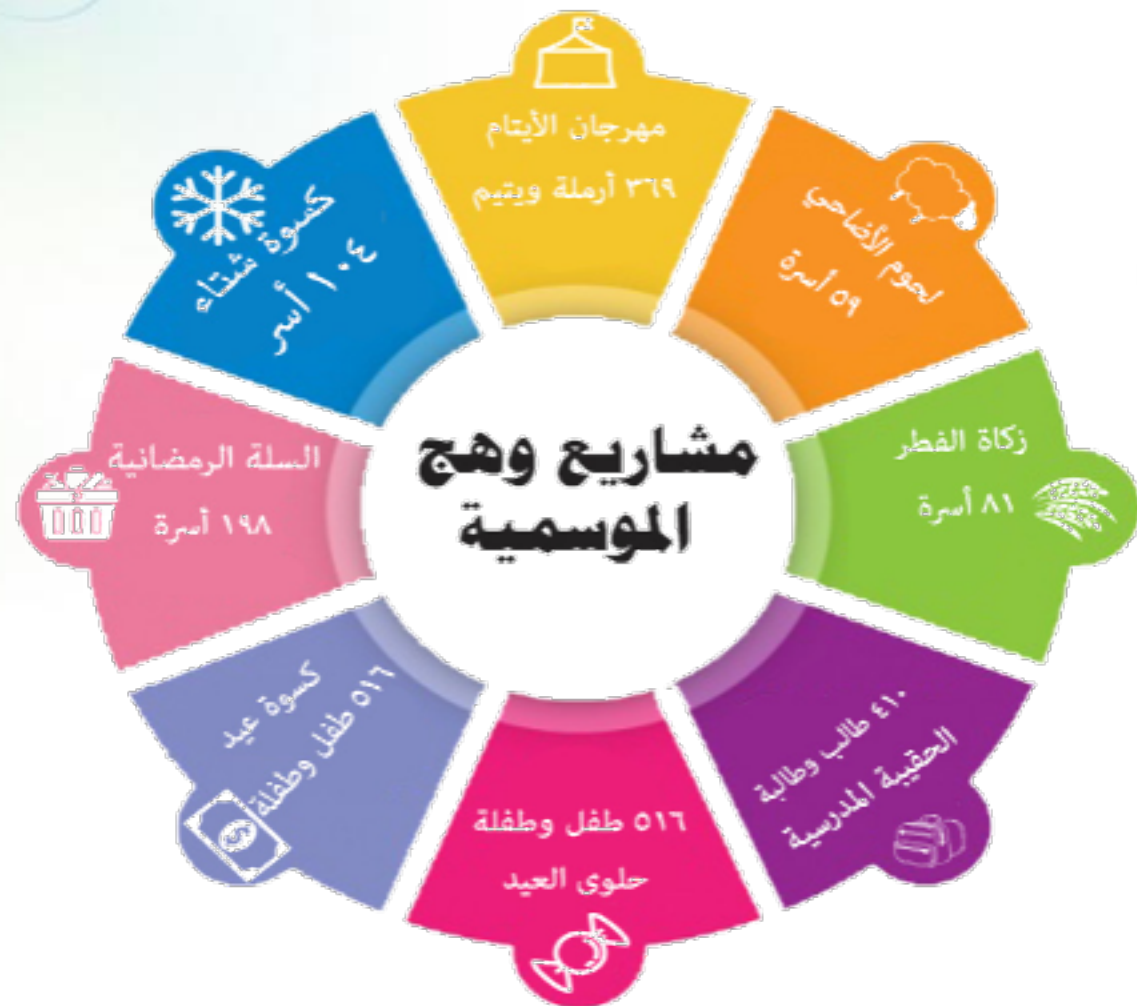 مشاريع وهج
الموسمية
مهرجان الأيتام
٣٦٩ أرملة ويتيم
لحوم الأضاحي
٥٩ أسرة
زكاة الفطر
٨١ أسرة
٤١٠ طالب وطالبة
الحقيبة المدرسية
٥١٦ طفل وطفلة
حلوى العيد
كسوة عيد
٥١٦ طفل وطفلة
السلة الرمضانية
١٩٨ أسرة
كسوة شتاء
١٠٤ أسر